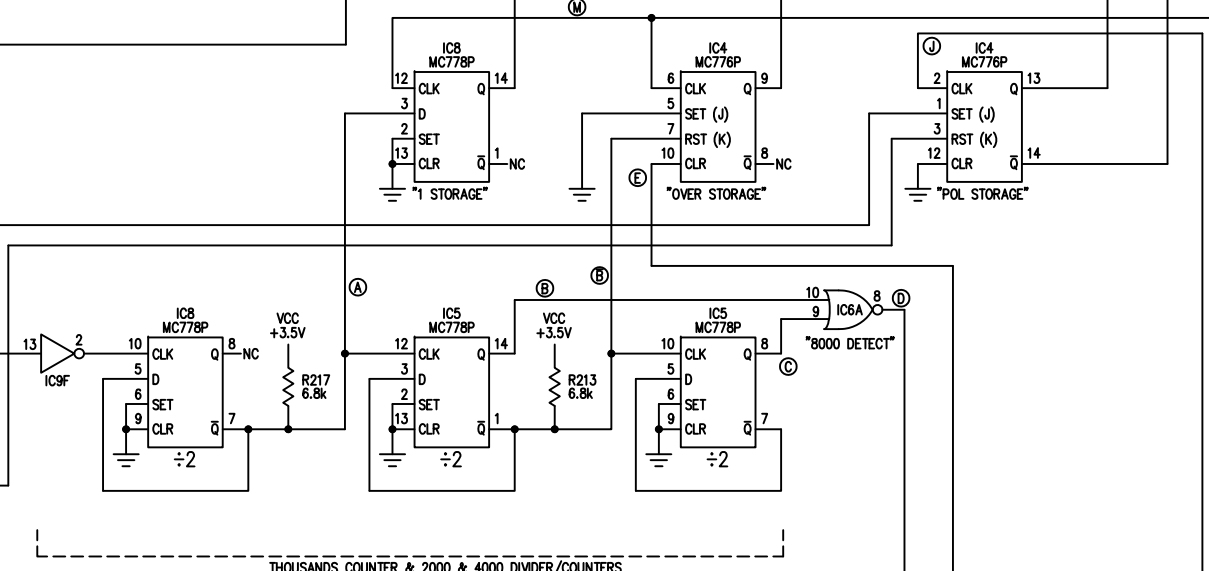 M
J
IC8
MC778P
12 CLK Q 14
3 D
2 SET
13 CLR Q̅ 1 NC
"1 STORAGE"
IC4
MC776P
6 CLK Q 9
5 SET (J)
7 RST (K)
10 CLR Q̅ 8 NC
"OVER STORAGE"
E
IC4
MC776P
2 CLK Q 13
1 SET (J)
3 RST (K)
12 CLR Q̅ 14
"POL STORAGE"
A
B
B
13 2
IC9F
IC8
MC778P
10 CLK Q 8 NC
5 D
6 SET
9 CLR Q̅ 7
÷2
VCC
+3.5V
R217
6.8k
IC5
MC778P
12 CLK Q 14
3 D
2 SET
13 CLR Q̅ 1
÷2
VCC
+3.5V
R213
6.8k
IC5
MC778P
10 CLK Q 8
5 D
6 SET
9 CLR Q̅ 7
÷2
C
10
9
IC6A
8 D
"8000 DETECT"
THOUSANDS COUNTER & 2000 & 4000 DIVIDER/COUNTERS